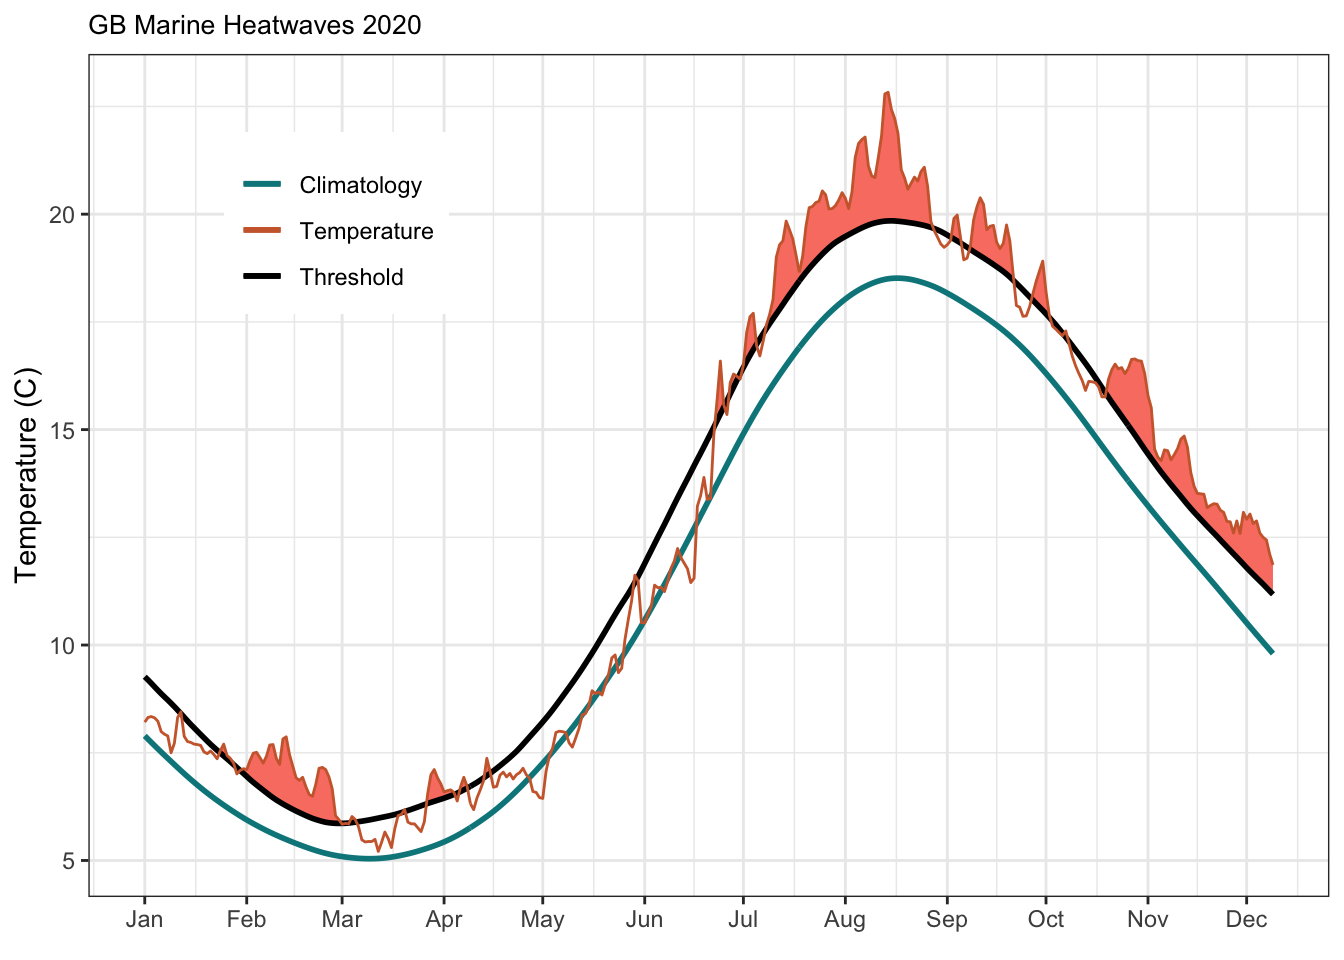 GB Marine Heatwaves 2020
Temperature (C)
Climatology
Temperature
Threshold
20
15
10
5
Jan Feb Mar Apr May Jun Jul Aug Sep Oct Nov Dec